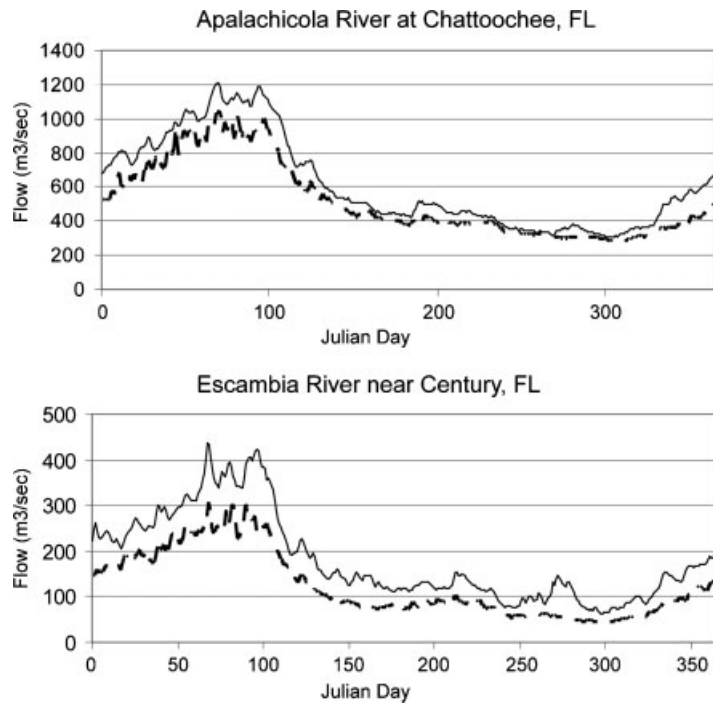 Apalachicola River at Chattoochee, FL
Flow (m3/sec)
1400
1200
1000
800
600
400
200
0
0 100 200 300
Julian Day
Escambia River near Century, FL
Flow (m3/sec)
500
400
300
200
100
0
0 50 100 150 200 250 300 350
Julian Day